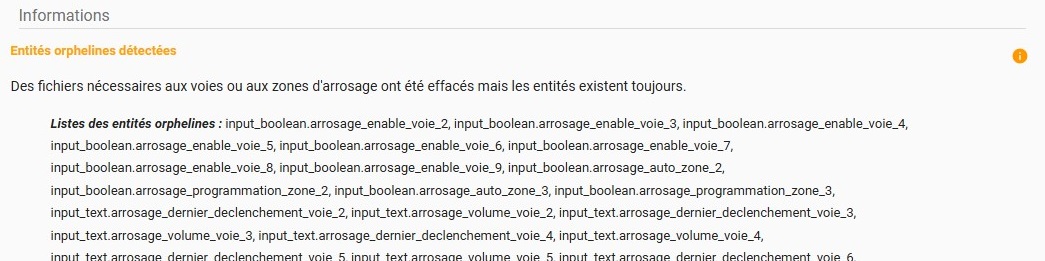 Informations
Entités orphelines détectées
Des fichiers nécessaires aux voies ou aux zones d'arrosage ont été effacés mais les entités existent toujours.
Listes des entités orphelines : input_boolean.arrosage_enable_voie_2, input_boolean.arrosage_enable_voie_3, input_boolean.arrosage_enable_voie_4,
input_boolean.arrosage_enable_voie_5, input_boolean.arrosage_enable_voie_6, input_boolean.arrosage_enable_voie_7,
input_boolean.arrosage_enable_voie_8, input_boolean.arrosage_enable_voie_9, input_boolean.arrosage_auto_zone_2,
input_boolean.arrosage_programmation_zone_2, input_boolean.arrosage_auto_zone_3, input_boolean.arrosage_programmation_zone_3,
input_text.arrosage_dernier_declenchement_voie_2, input_text.arrosage_volume_voie_2, input_text.arrosage_dernier_declenchement_voie_3,
input_text.arrosage_volume_voie_3, input_text.arrosage_dernier_declenchement_voie_4, input_text.arrosage_volume_voie_4,
input_text.arrosage_dernier_declenchement_voie_5, input_text.arrosage_volume_voie_5, input_text.arrosage_dernier_declenchement_voie_6,